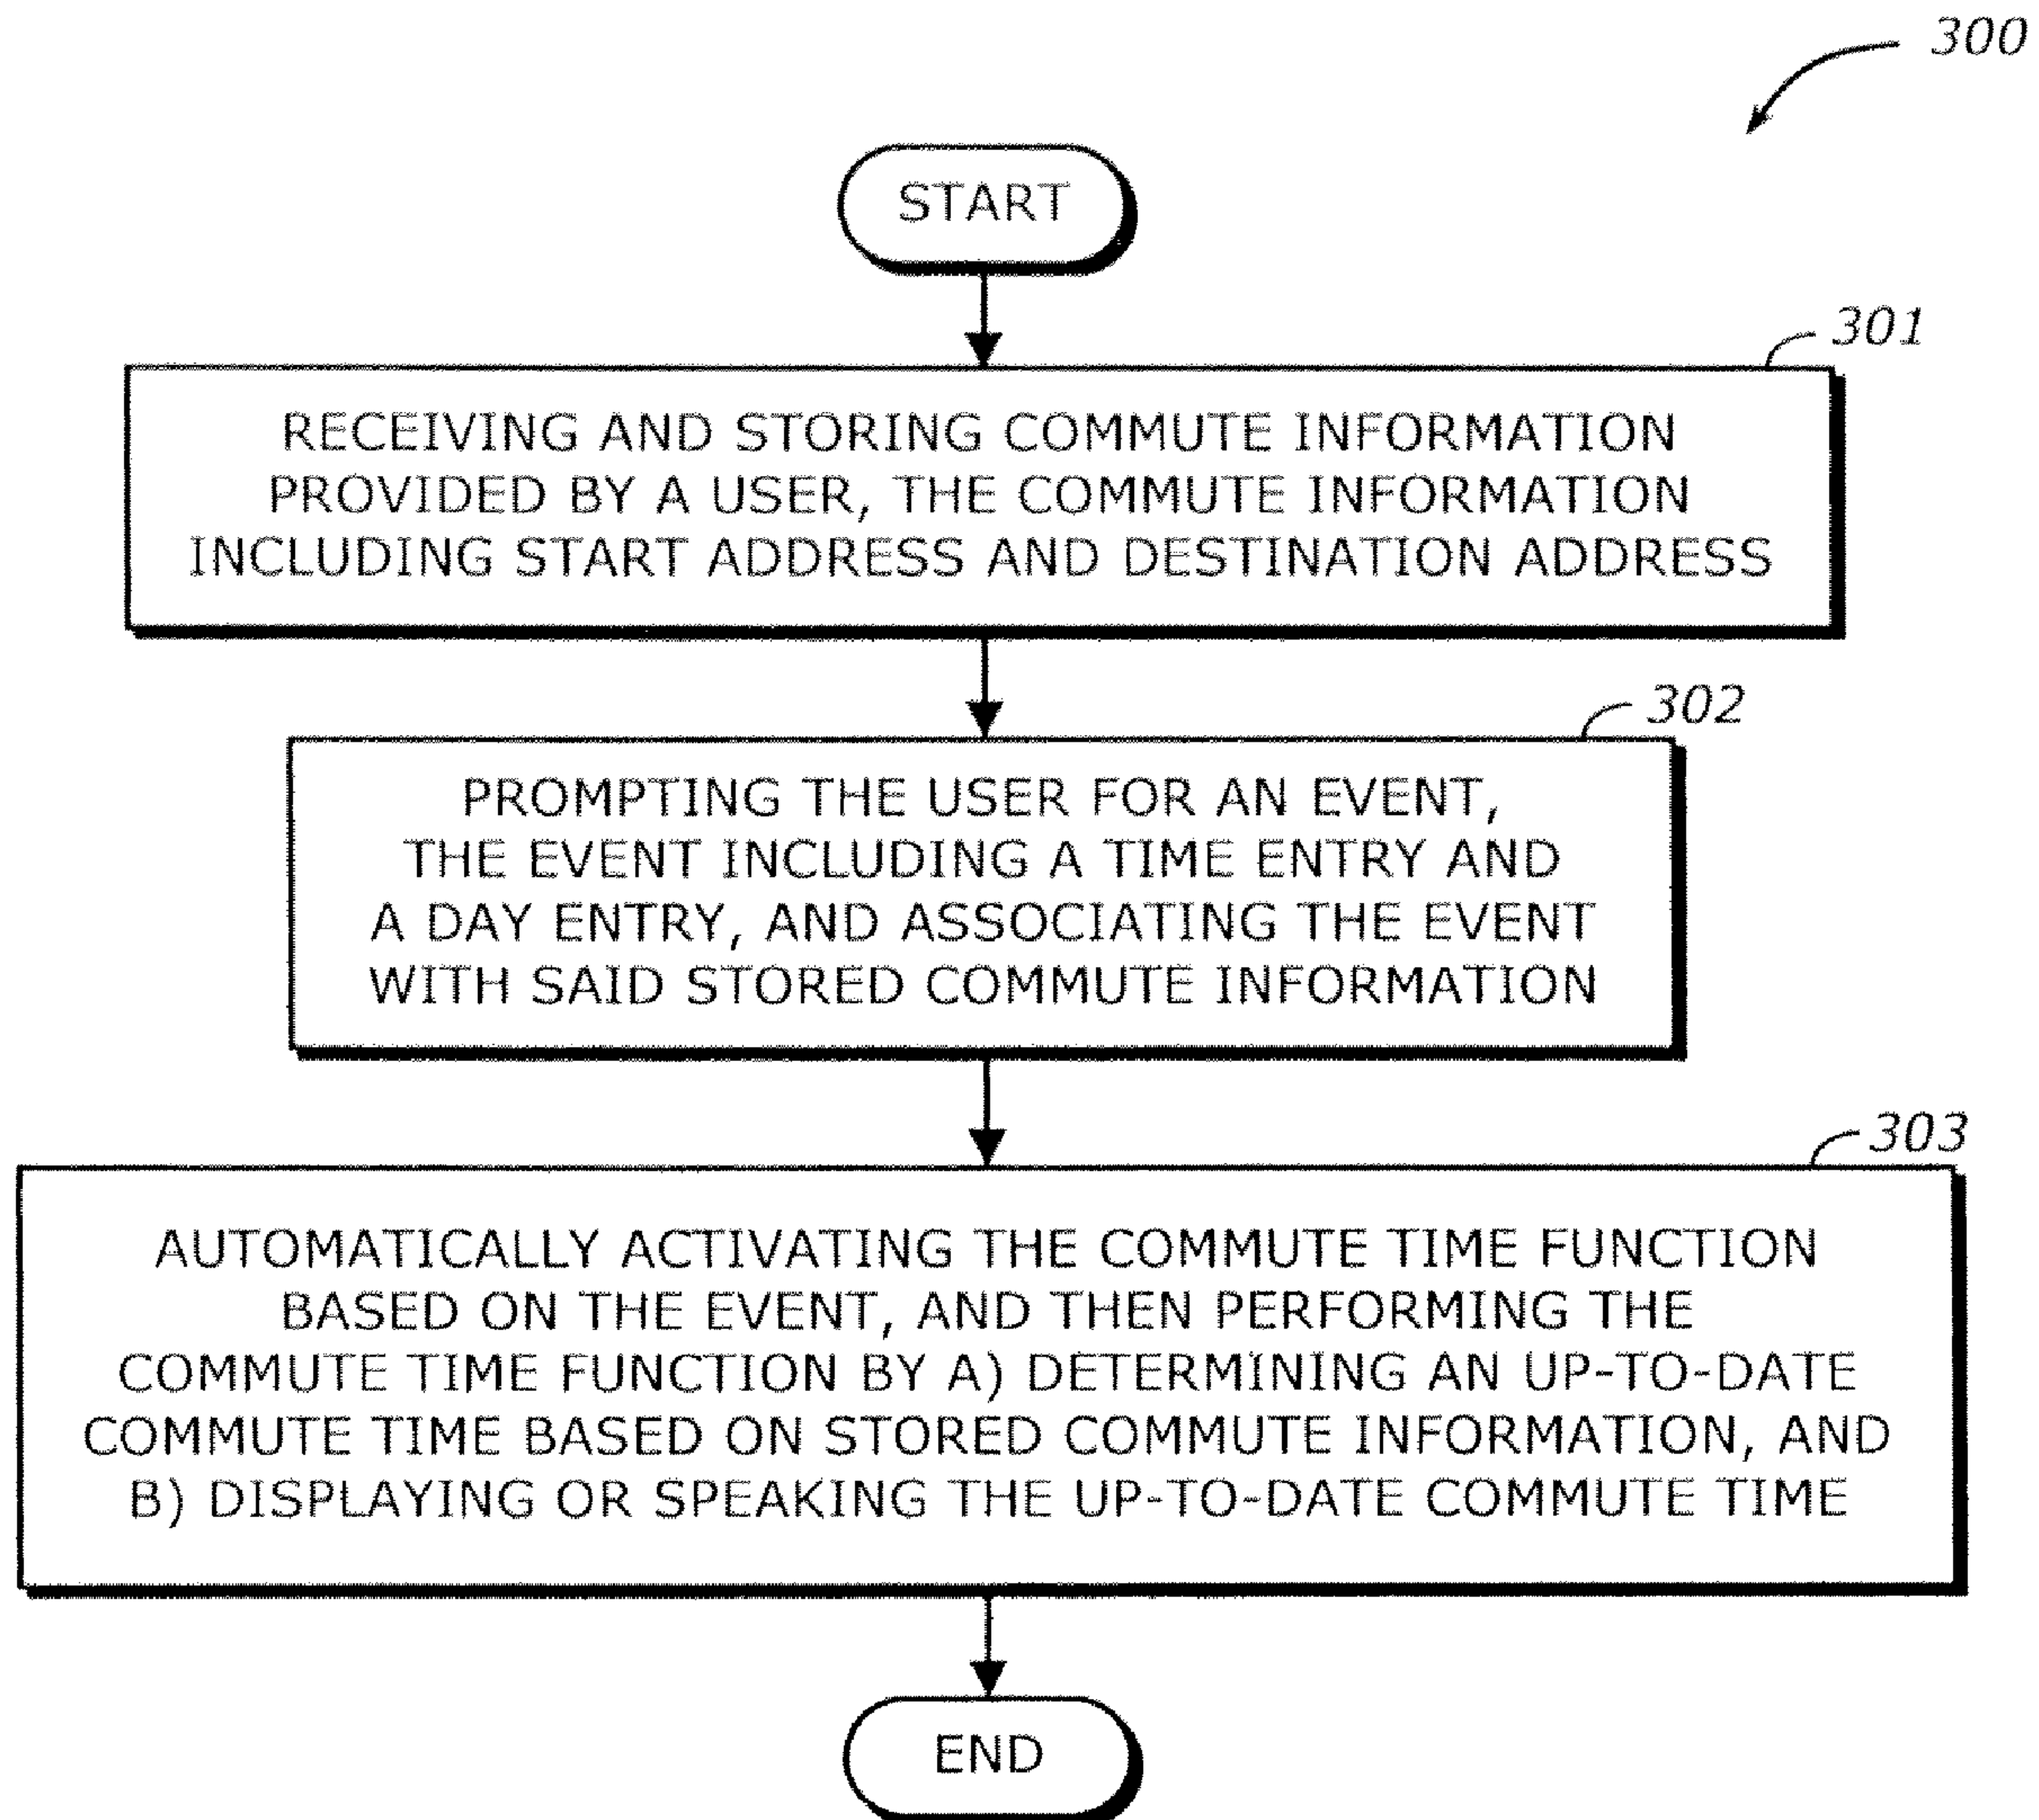 300
START
301
RECEIVING AND STORING COMMUTE INFORMATION
PROVIDED BY A USER, THE COMMUTE INFORMATION
INCLUDING START ADDRESS AND DESTINATION ADDRESS
302
PROMPTING THE USER FOR AN EVENT,
THE EVENT INCLUDING A TIME ENTRY AND
A DAY ENTRY, AND ASSOCIATING THE EVENT
WITH SAID STORED COMMUTE INFORMATION
303
AUTOMATICALLY ACTIVATING THE COMMUTE TIME FUNCTION
BASED ON THE EVENT, AND THEN PERFORMING THE
COMMUTE TIME FUNCTION BY A) DETERMINING AN UP-TO-DATE
COMMUTE TIME BASED ON STORED COMMUTE INFORMATION, AND
B) DISPLAYING OR SPEAKING THE UP-TO-DATE COMMUTE TIME
END